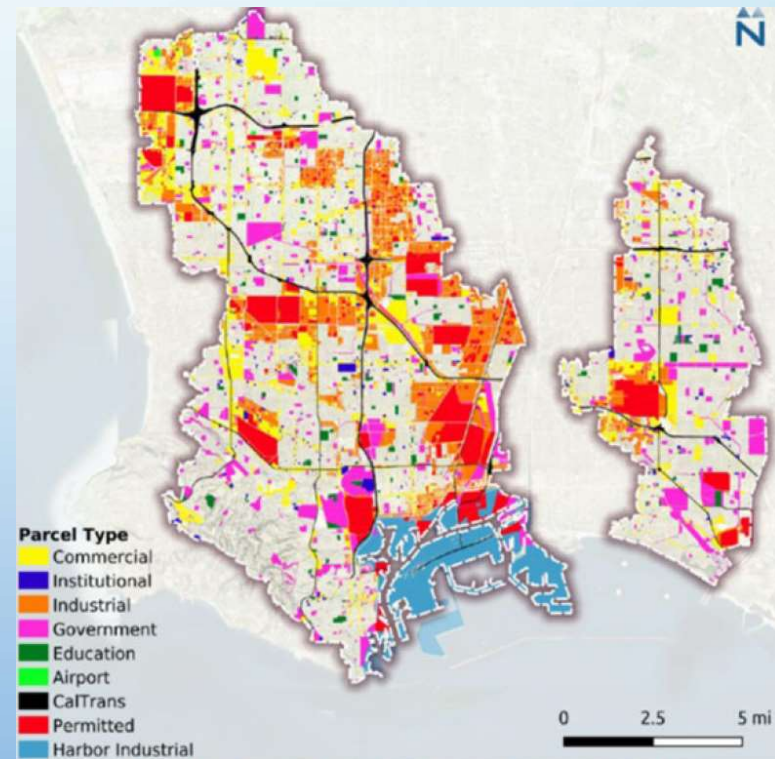 N
Parcel Type
Commercial
Institutional
Industrial
Government
Education
Airport
CalTrans
Permitted
Harbor Industrial
0 2.5 5 mi